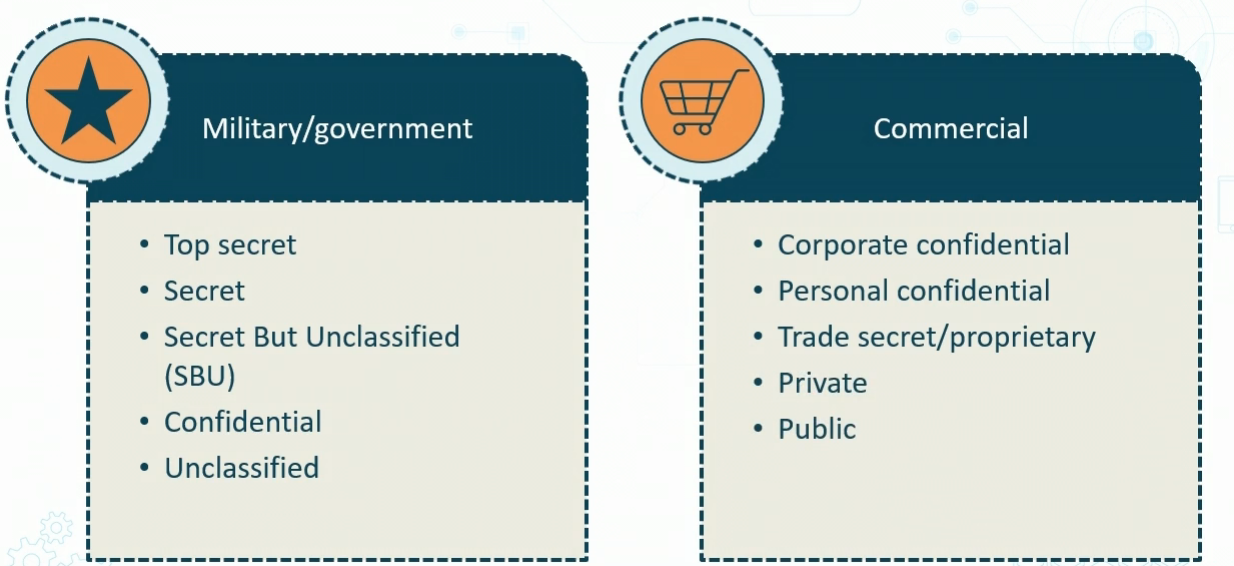 Military/government
• Top secret
• Secret
• Secret But Unclassified
(SBU)
• Confidential
• Unclassified
Commercial
• Corporate confidential
• Personal confidential
• Trade secret/proprietary
• Private
• Public